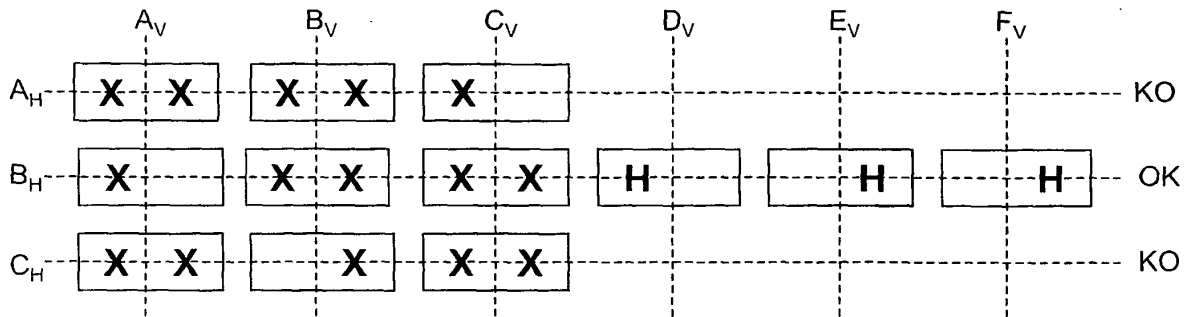 A_V B_V C_V D_V E_V F_V
A_H X X X X X KO
B_H X X X X X H H H OK
C_H X X X X X KO